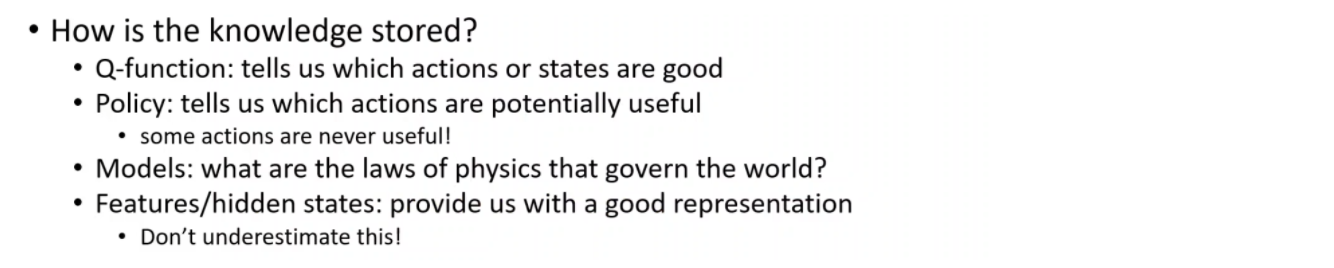 • How is the knowledge stored?
• Q-function: tells us which actions or states are good
• Policy: tells us which actions are potentially useful
• some actions are never useful!
• Models: what are the laws of physics that govern the world?
• Features/hidden states: provide us with a good representation
• Don’t underestimate this!